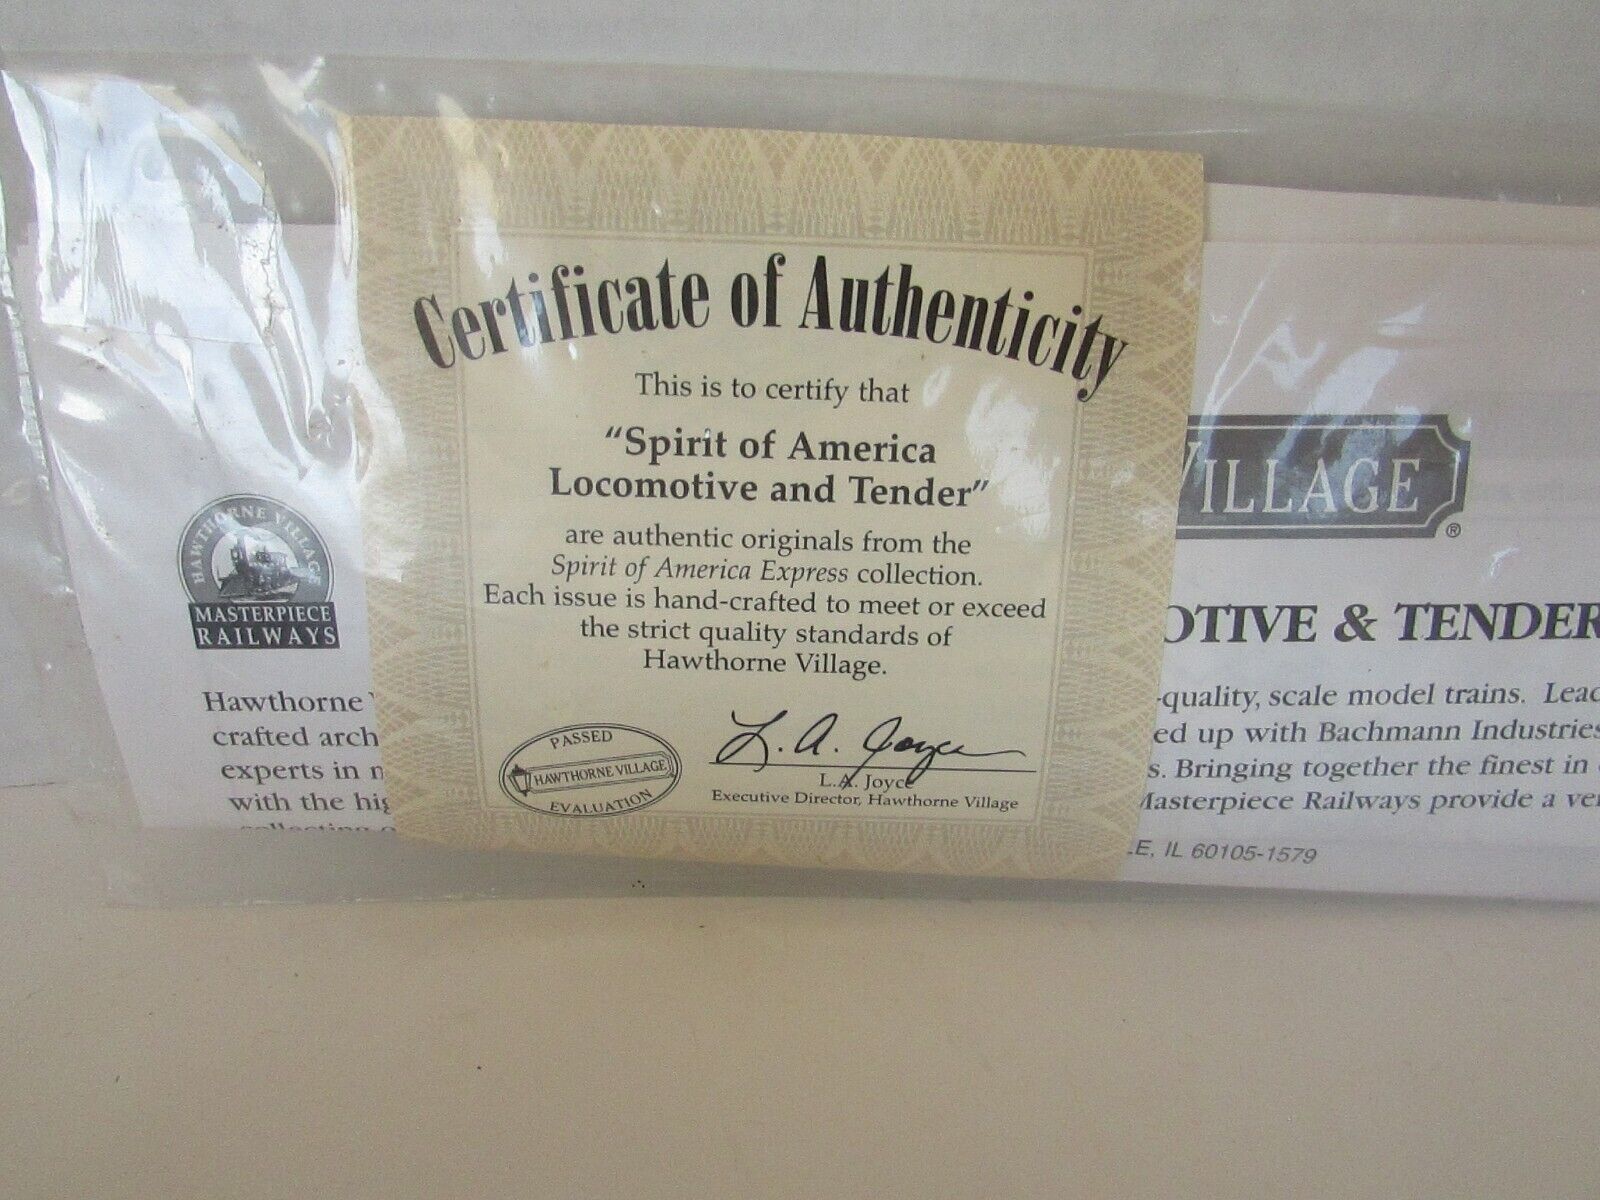 Certificate of Authenticity
This is to certify that
“Spirit of America
Locomotive and Tender”
are authentic originals from the
Spirit of America Express collection.
Each issue is hand-crafted to meet or exceed
the strict quality standards of
Hawthorne Village.
PASSED
HAWTHORNE VILLAGE
EVALUATION
L. A. Joyce
L.A. Joyce
Executive Director, Hawthorne Village
HAWTHORNE VILLAGE
MASTERPIECE
RAILWAYS
Hawthorne
crafted arch
experts in
with the hig
collecting
VILLAGE®
OTIVE & TENDER
-quality, scale model trains. Lead
ed up with Bachmann Industries
s. Bringing together the finest in
Masterpiece Railways provide a ve
LE, IL 60105-1579